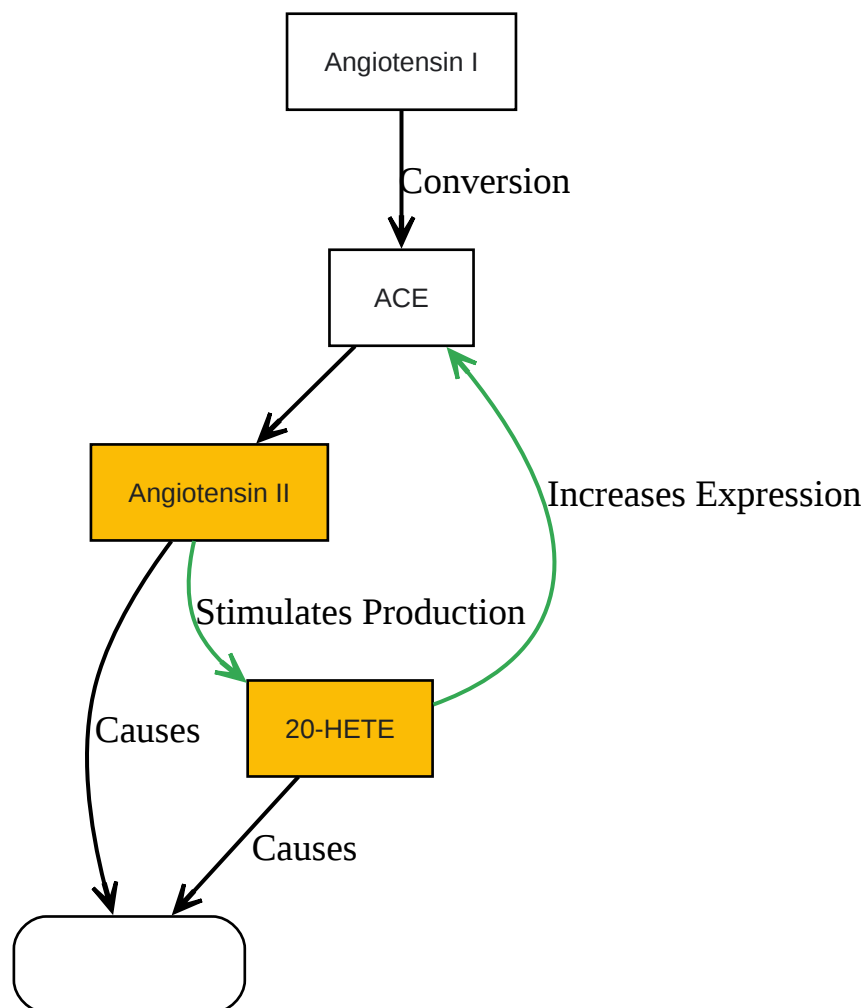 Angiotensin I
Conversion
ACE
Angiotensin II
Increases Expression
Stimulates Production
20-HETE
Causes
Causes